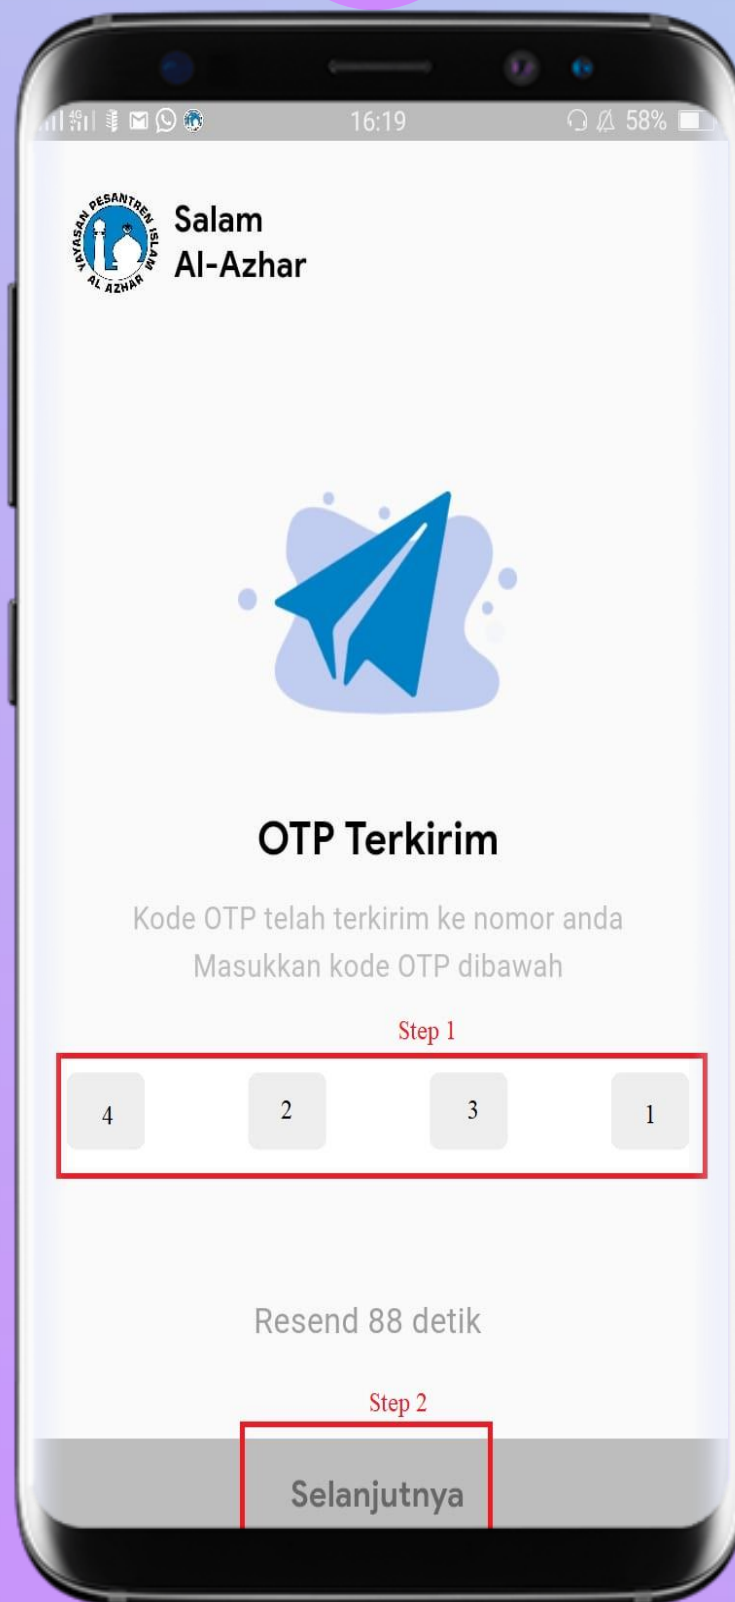 4G
16:19
58%
YAYASAN PESANTREN ISLAM
AL AZHAR
Salam
Al-Azhar
OTP Terkirim
Kode OTP telah terkirim ke nomor anda
Masukkan kode OTP dibawah
Step 1
4 2 3 1
Resend 88 detik
Step 2
Selanjutnya